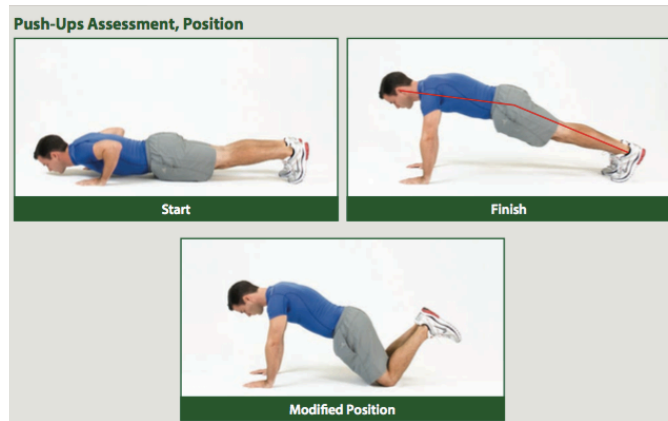 Push-Ups Assessment, Position
Start
Finish
Modified Position